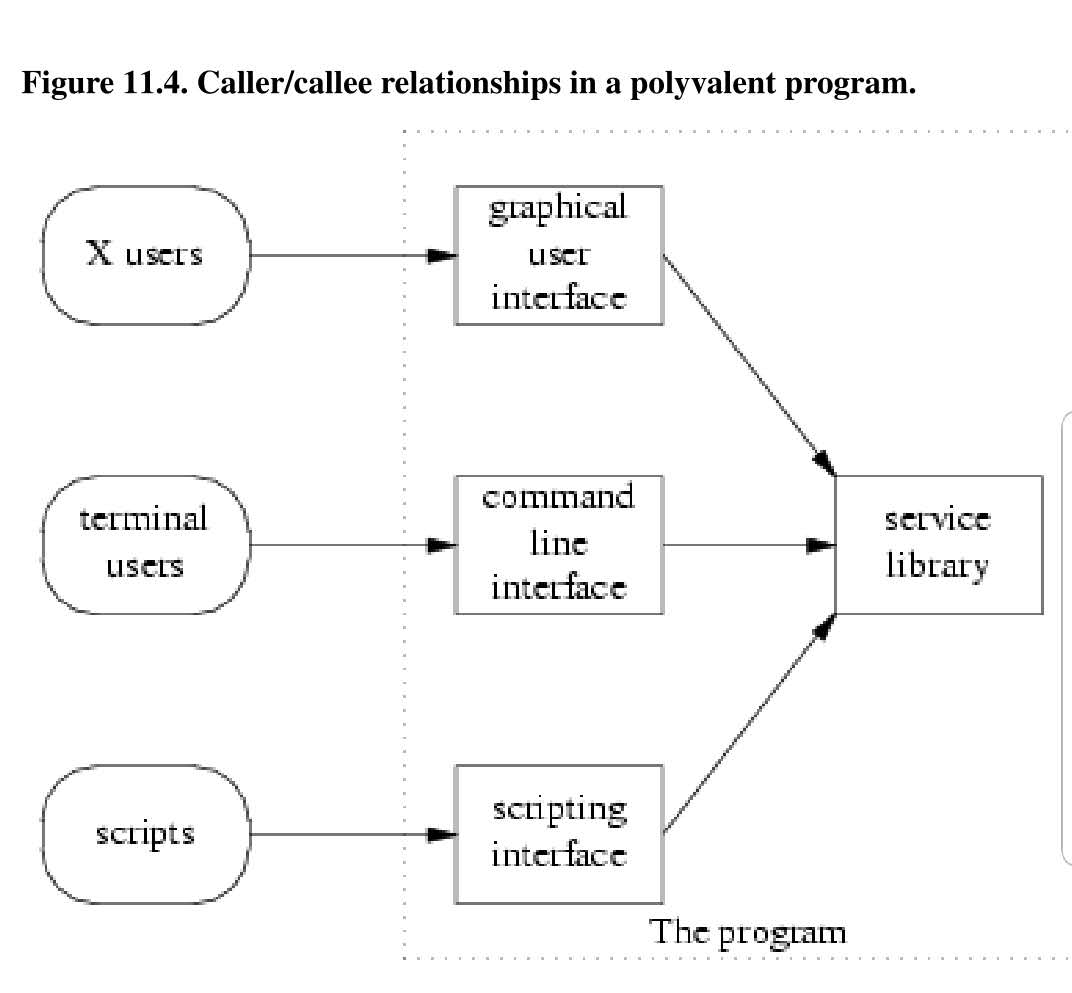 Figure 11.4. Caller/callee relationships in a polyvalent program.
X users
graphical
user
interface
terminal
users
command
line
interface
service
library
scripts
scripting
interface
The program